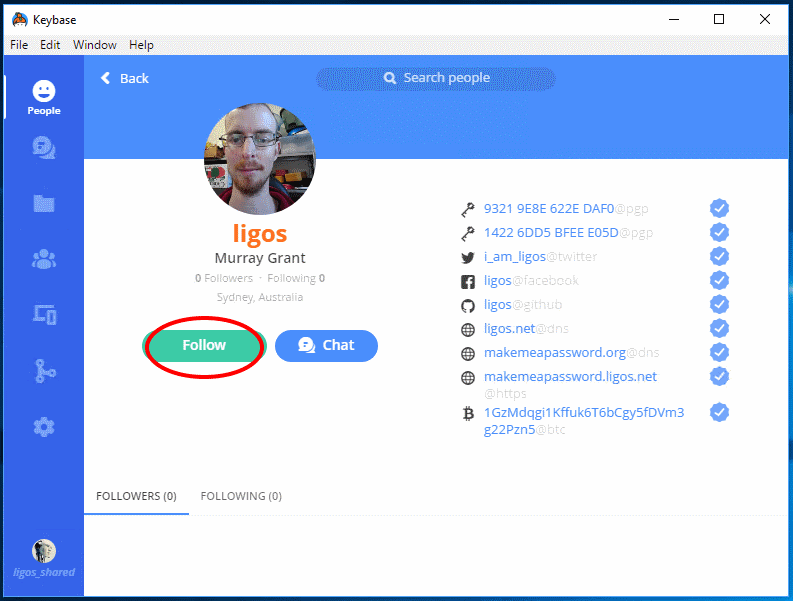 Keybase
File Edit Window Help
Back
Search people
People
ligos
Murray Grant
0 Followers · Following 0
Sydney, Australia
Follow
Chat
9321 9E8E 622E DAF0@pgp
1422 6DD5 BFEE E05D@pgp
i_am_ligos@twitter
ligos@facebook
ligos@github
ligos.net@dns
makemeapassword.org@dns
makemeapassword.ligos.net
@https
1GzMdqgi1Kffuk6T6bCgy5fDVm3
g22Pzn5@btc
FOLLOWERS (0) FOLLOWING (0)
ligos_shared